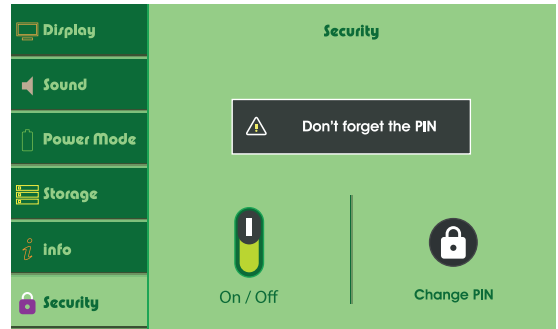 Display
Sound
Power Mode
Storage
info
Security
Security
Don't forget the PIN
On / Off
Change PIN